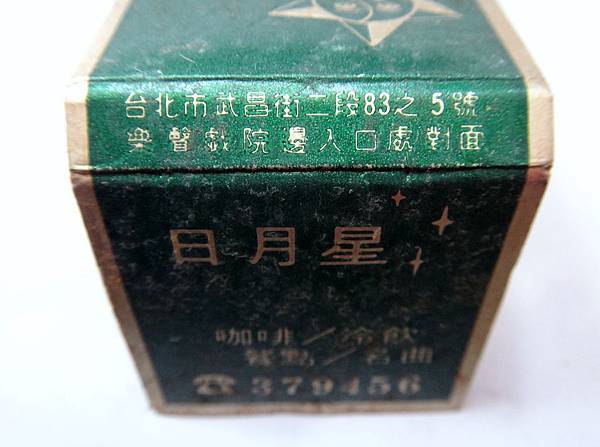 台北市武昌街二段83之5號
樂聲戲院邊入口處對面
日月星
咖啡／冷飲
餐點／名曲
☎379456